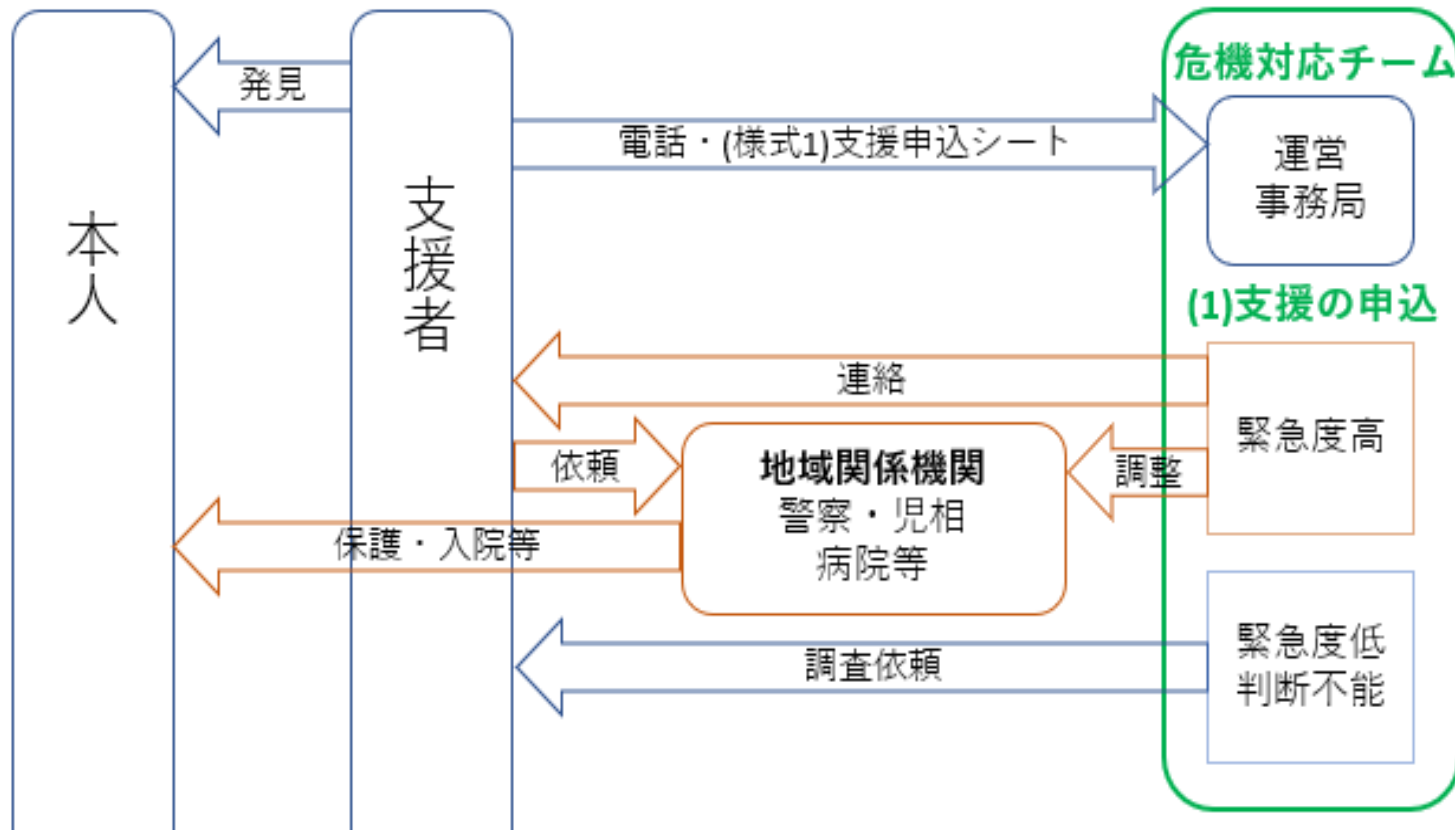 危機対応チーム
発見
電話・(様式1)支援申込シート
運営
事務局
本人
支援者
(1)支援の申込
連絡
緊急度高
依頼
地域関係機関
警察・児相
病院等
調整
保護・入院等
緊急度低
判断不能
調査依頼